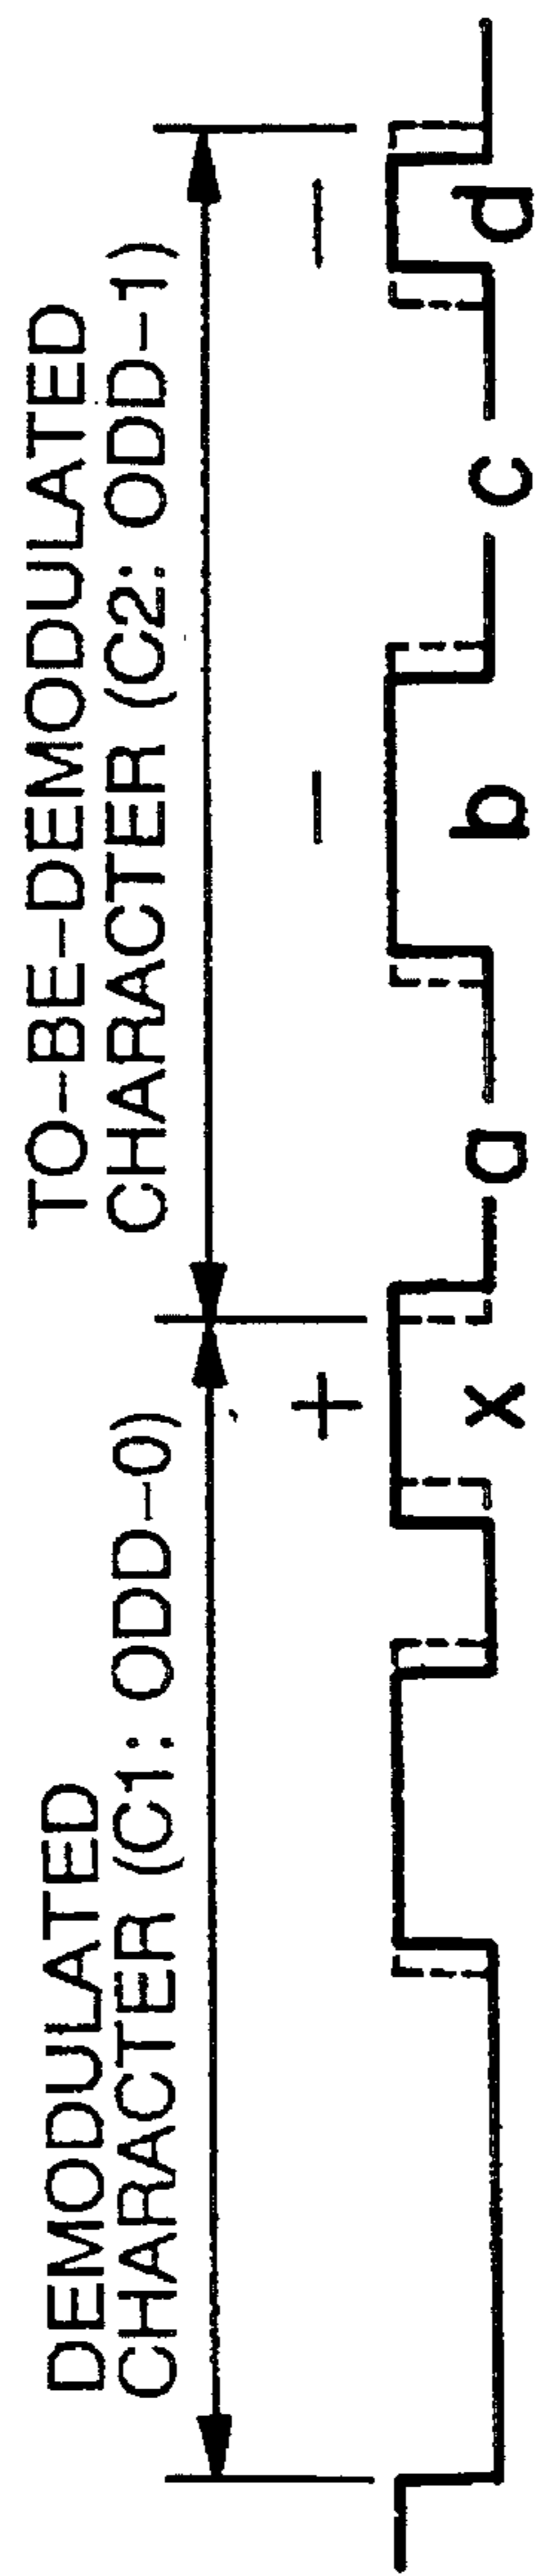 DEMODULATED
CHARACTER (C1: ODD-0)
TO-BE-DEMODULATED
CHARACTER (C2: ODD-1)
+ - -
x a b c d